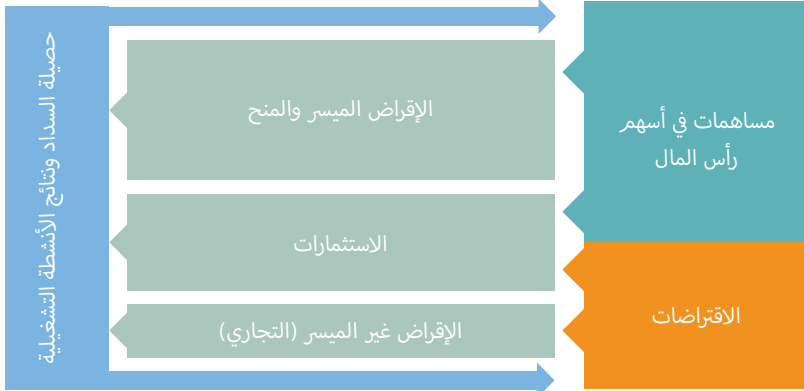 مساهمات في أسهم
رأس المال
الاقتراضات
الإقراض الميسر والمنح
الاستثمارات
الإقراض غير الميسر (التجاري)
حصيلة السداد ونتائج الأنشطة التشغيلية